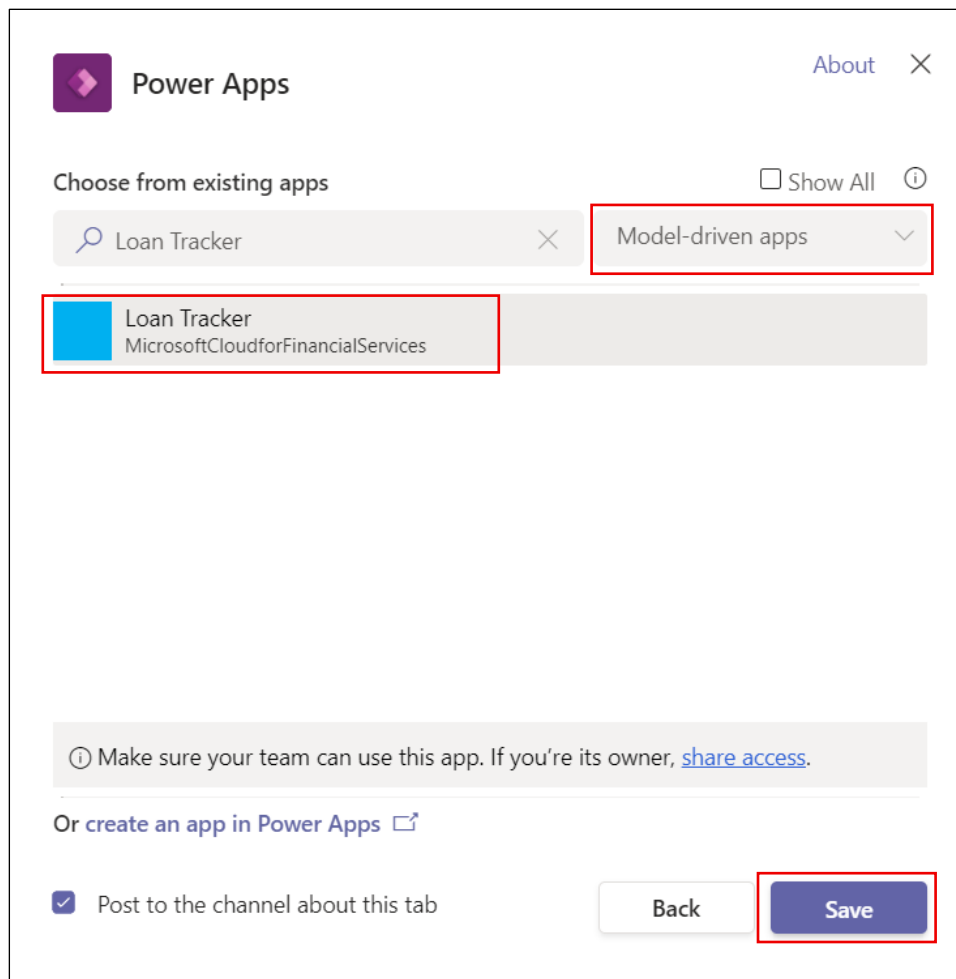 Power Apps
About
Choose from existing apps
Show All
Loan Tracker
Model-driven apps
Loan Tracker
MicrosoftCloudforFinancialServices
Make sure your team can use this app. If you're its owner, share access.
Or create an app in Power Apps
Post to the channel about this tab
Back
Save